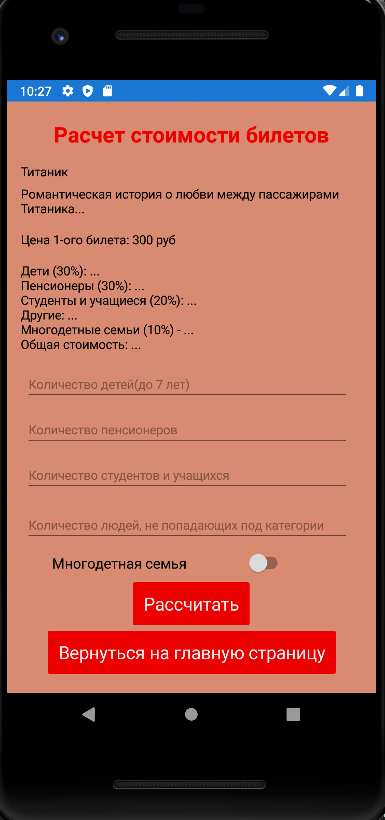 10:27
Расчет стоимости билетов
Титаник
Романтическая история о любви между пассажирами
Титаника...
Цена 1-ого билета: 300 руб
Дети (30%): ...
Пенсионеры (30%): ...
Студенты и учащиеся (20%): ...
Другие: ...
Многодетные семьи (10%) - ...
Общая стоимость: ...
Количество детей(до 7 лет)
Количество пенсионеров
Количество студентов и учащихся
Количество людей, не попадающих под категории
Многодетная семья
Рассчитать
Вернуться на главную страницу